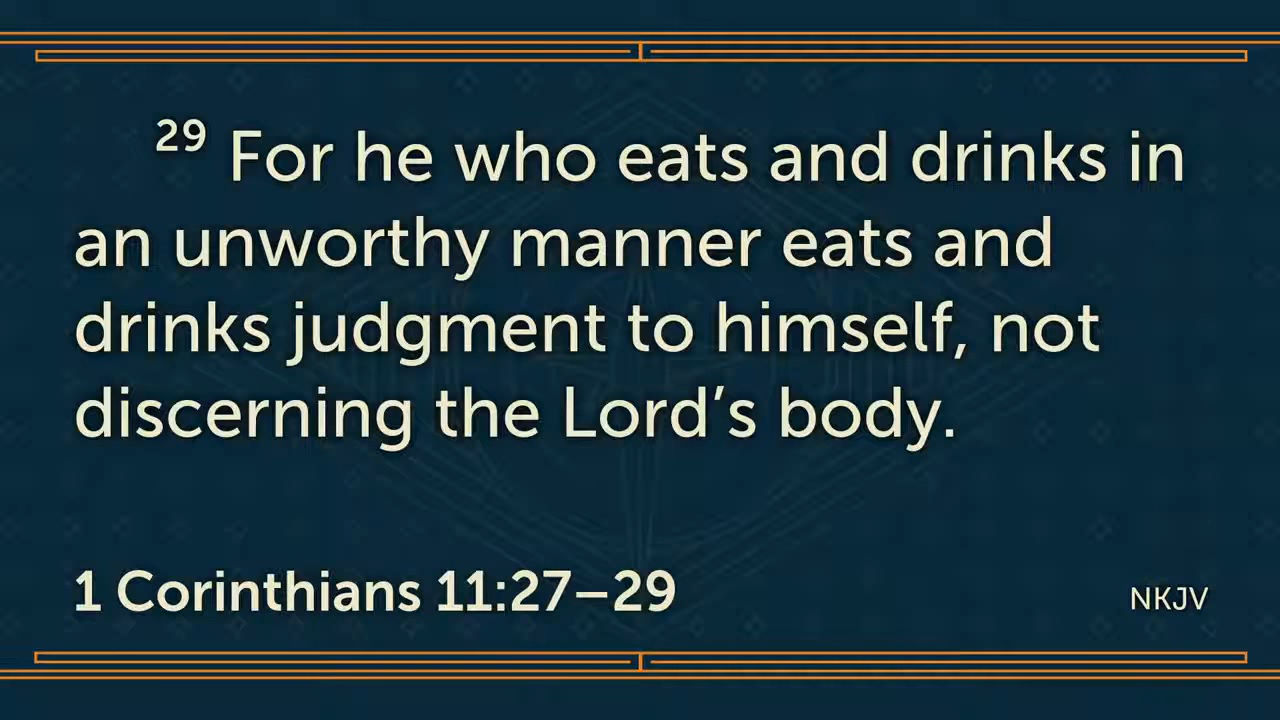 29 For he who eats and drinks in
an unworthy manner eats and
drinks judgment to himself, not
discerning the Lord’s body.
1 Corinthians 11:27–29
NKJV